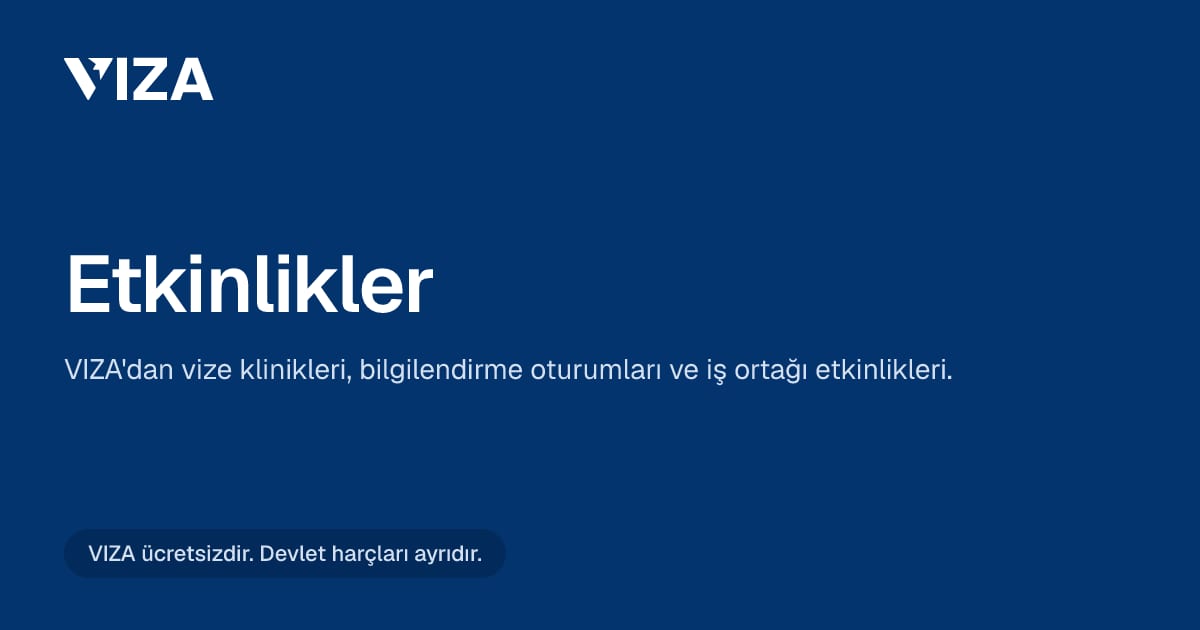 VIZA
Etkinlikler
VIZA'dan vize klinikleri, bilgilendirme oturumları ve iş ortağı etkinlikleri.
VIZA ücretsizdir. Devlet harçları ayrıdır.